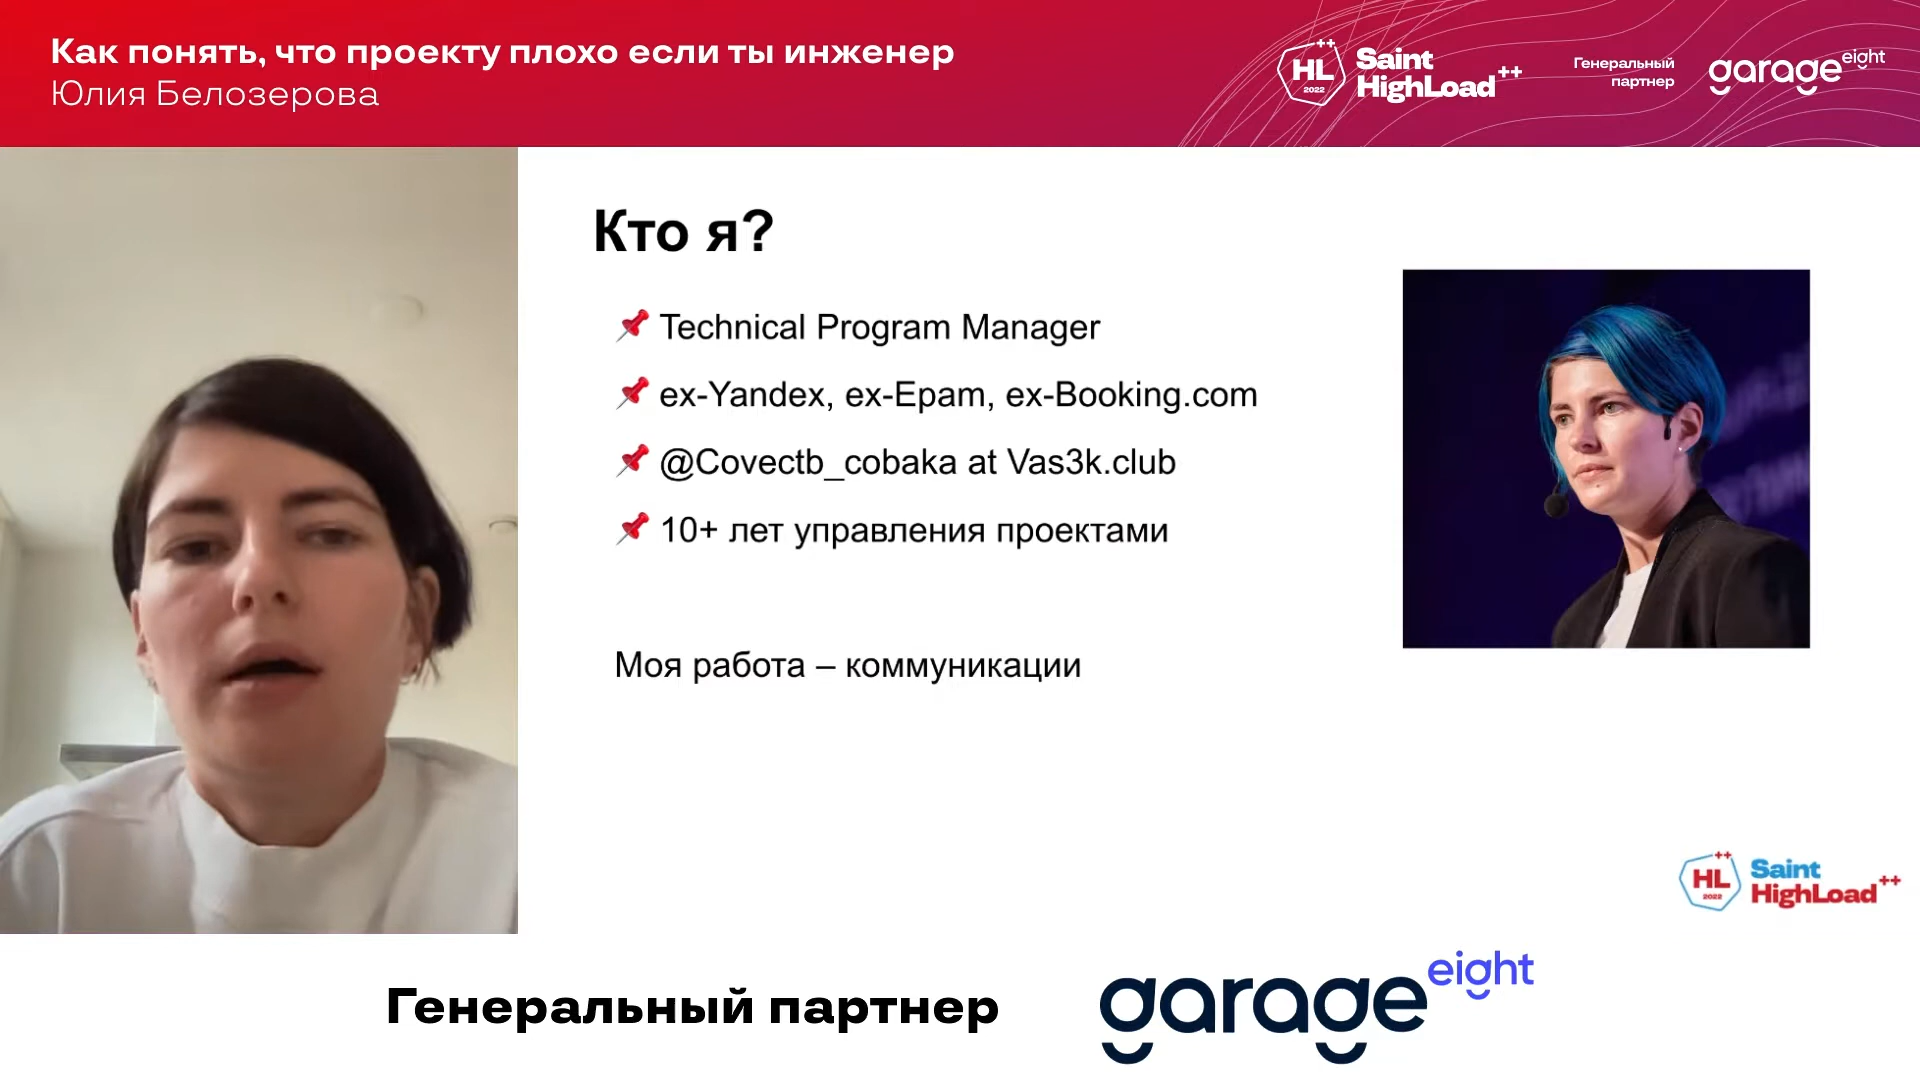 Как понять, что проекту плохо если ты инженер
Юлия Белозерова
HL
2022
Saint
HighLoad++
Генеральный
партнер
garage eight
Кто я?
Technical Program Manager
ex-Yandex, ex-Epam, ex-Booking.com
@Covectb_cobaka at Vas3k.club
10+ лет управления проектами
Моя работа – коммуникации
HL
2022
Saint
HighLoad++
Генеральный партнер
garage eight